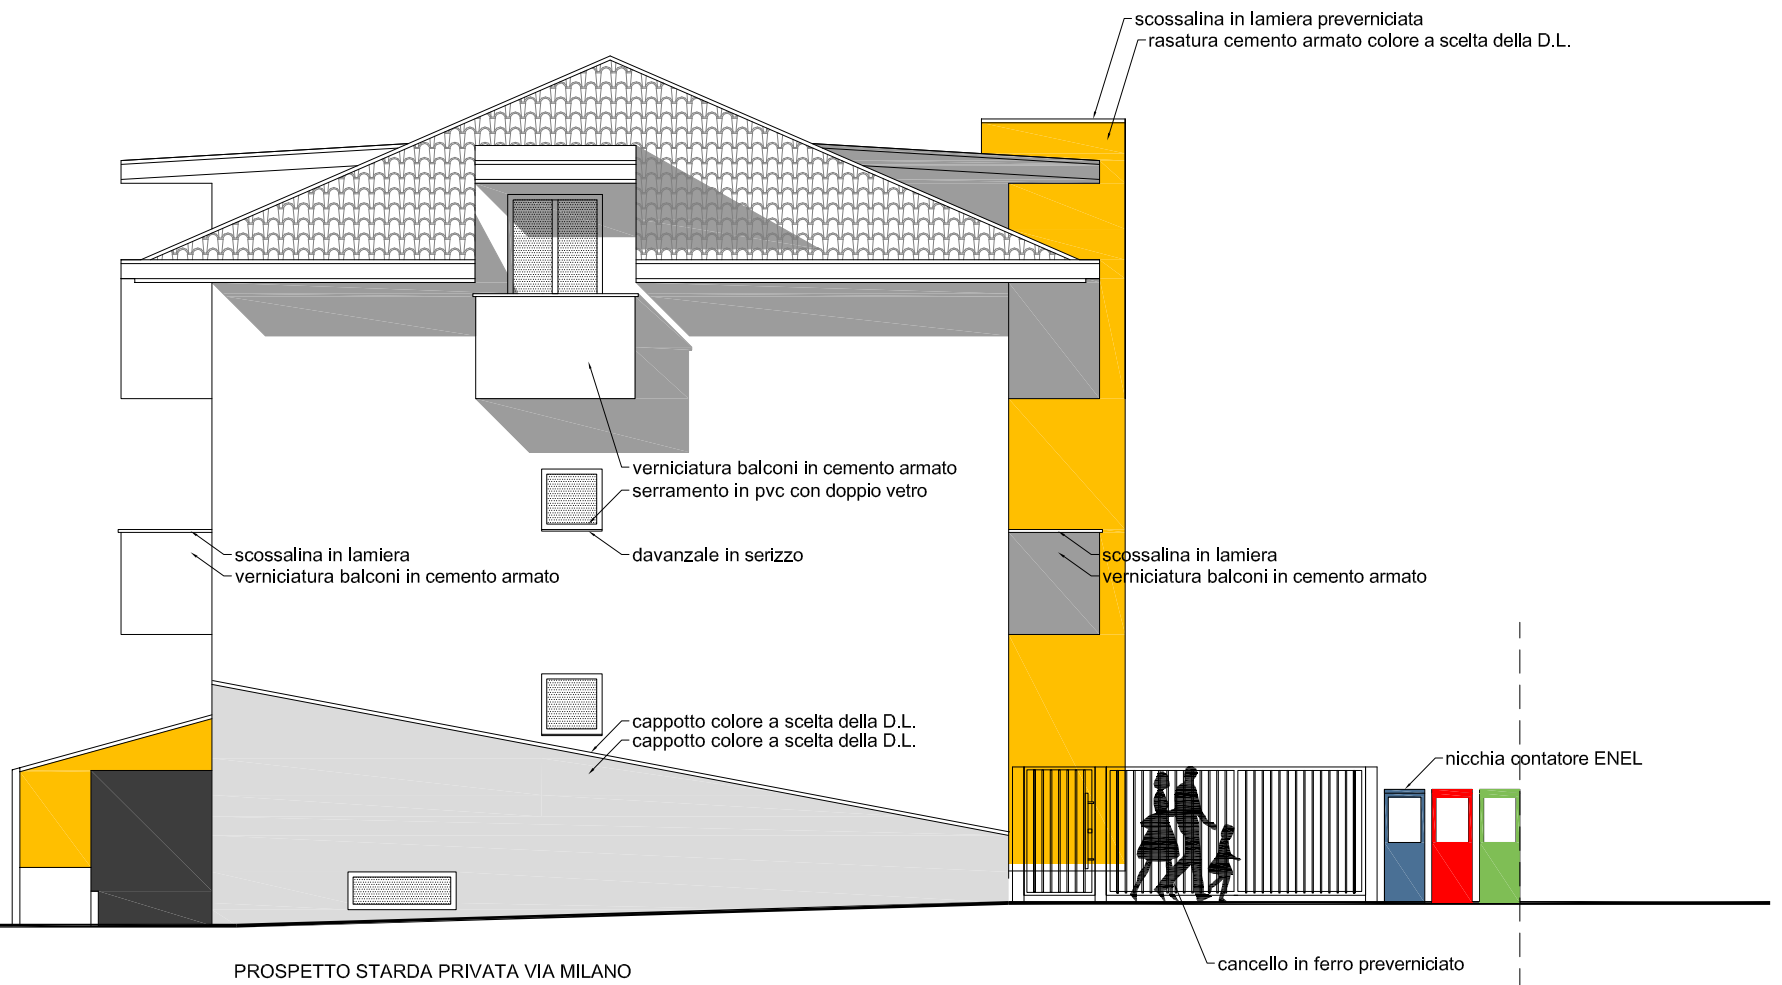 scossalina in lamiera preverniciata
rasatura cemento armato colore a scelta della D.L.
verniciatura balconi in cemento armato
serramento in pvc con doppio vetro
davanzale in serizzo
scossalina in lamiera
verniciatura balconi in cemento armato
scossalina in lamiera
verniciatura balconi in cemento armato
cappotto colore a scelta della D.L.
cappotto colore a scelta della D.L.
nicchia contatore ENEL
cancello in ferro preverniciato
PROSPETTO STARDA PRIVATA VIA MILANO